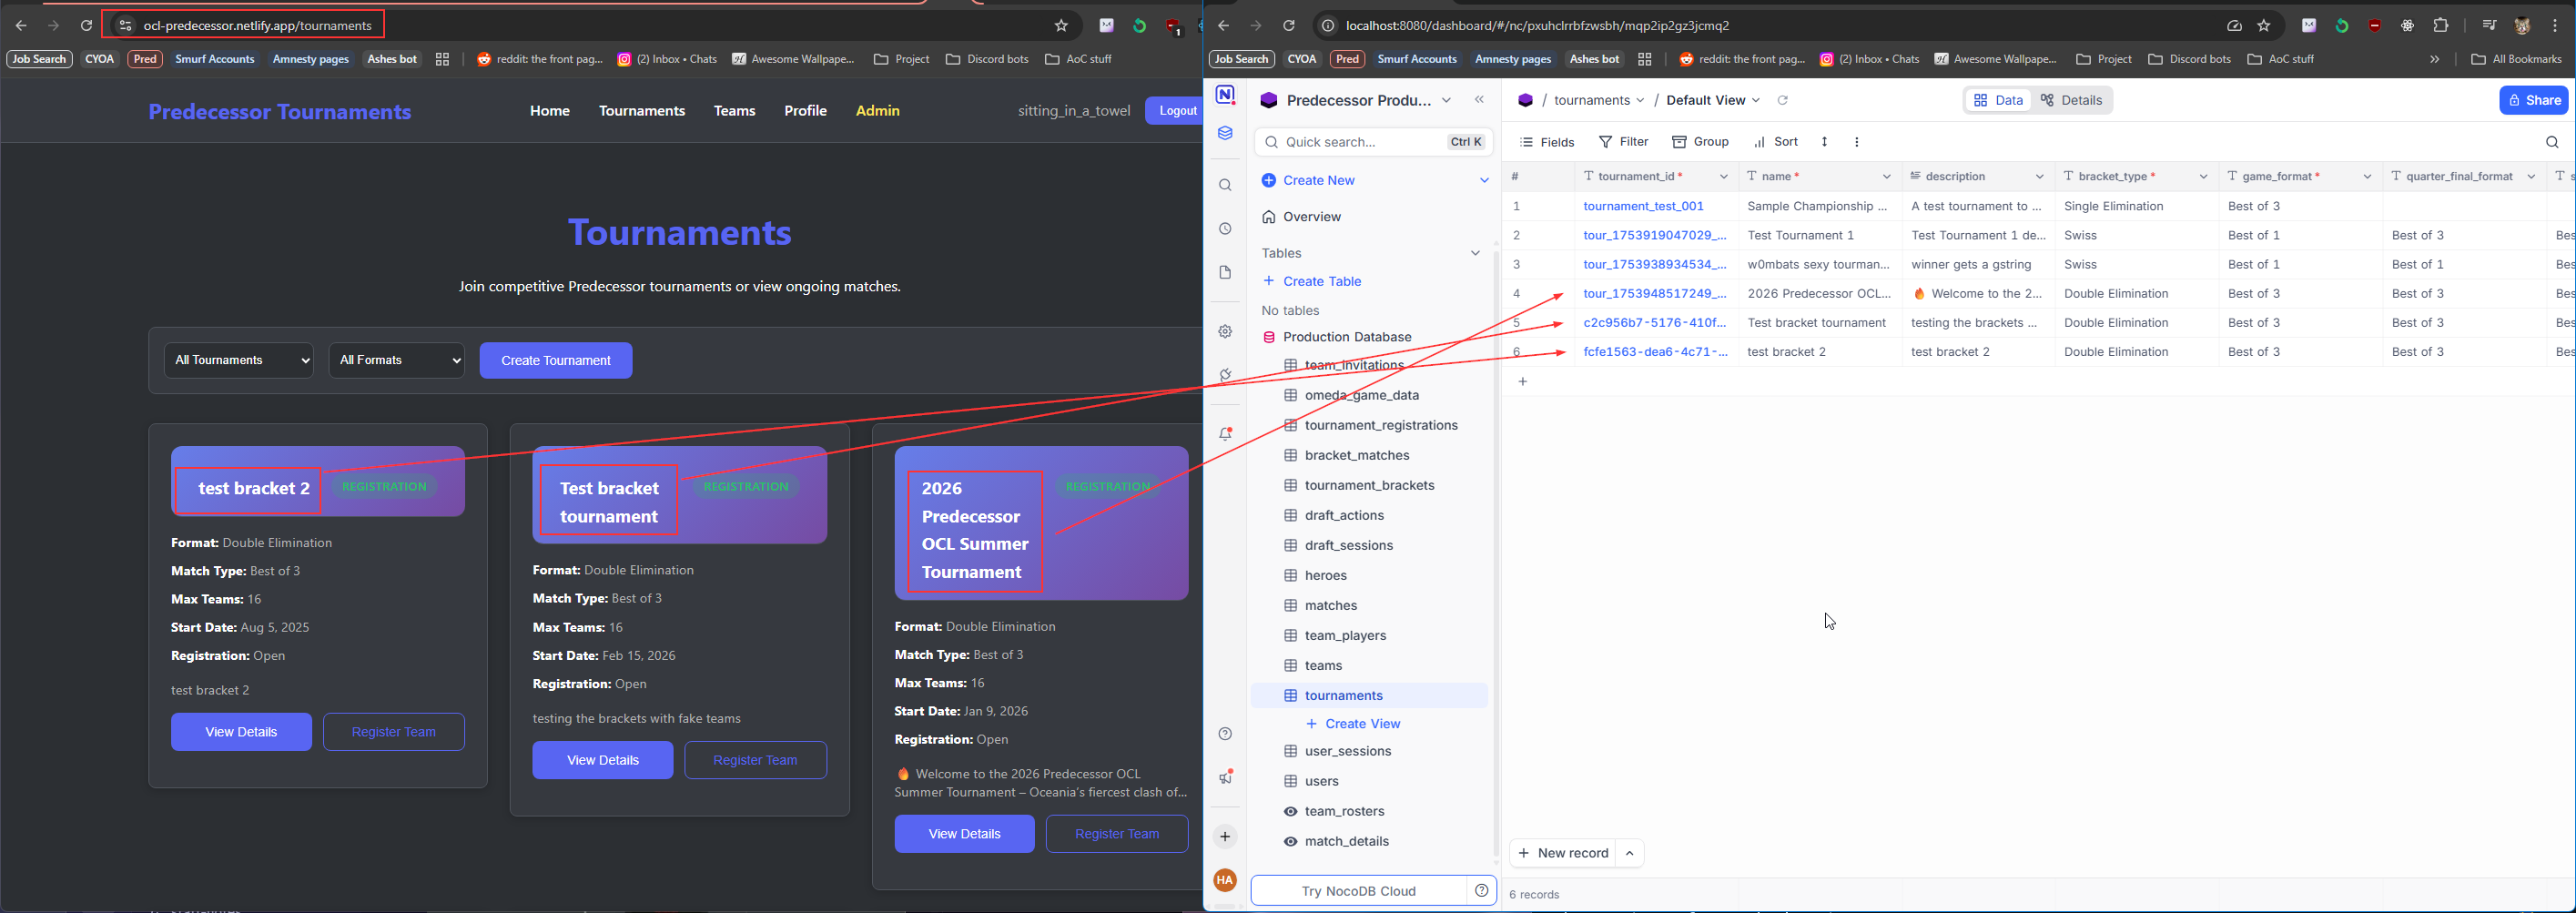 ocl-predecessor.netlify.app/tournaments
Job Search CYOA Pred Smurf Accounts Amnesty pages Ashes bot reddit: the front pag... (2) Inbox • Chats Awesome Wallpape... Project Discord bots AoC stuff
Predecessor Tournaments
Home Tournaments Teams Profile Admin sitting_in_a_towel Logout
Tournaments
Join competitive Predecessor tournaments or view ongoing matches.
All Tournaments All Formats Create Tournament
test bracket 2 REGISTRATION
Format: Double Elimination
Match Type: Best of 3
Max Teams: 16
Start Date: Aug 5, 2025
Registration: Open
test bracket 2
View Details Register Team
Test bracket
tournament
REGISTRATION
Format: Double Elimination
Match Type: Best of 3
Max Teams: 16
Start Date: Feb 15, 2026
Registration: Open
testing the brackets with fake teams
View Details Register Team
2026
Predecessor
OCL Summer
Tournament
REGISTRATION
Format: Double Elimination
Match Type: Best of 3
Max Teams: 16
Start Date: Jan 9, 2026
Registration: Open
🔥 Welcome to the 2026 Predecessor OCL
Summer Tournament – Oceania's fiercest clash of...
View Details Register Team
localhost:8080/dashboard/#/nc/pxuhclrrbfzwsbh/mqp2ip2gz3jcmq2
Job Search CYOA Pred Smurf Accounts Amnesty pages Ashes bot reddit: the front pag... (2) Inbox • Chats Awesome Wallpape... Project Discord bots AoC stuff » All Bookmarks
N
Predecessor Produ...
Quick search... Ctrl K
Create New
Overview
Tables
Create Table
No tables
Production Database
team_invitations
omeda_game_data
tournament_registrations
bracket_matches
tournament_brackets
draft_actions
draft_sessions
heroes
matches
team_players
teams
tournaments
Create View
user_sessions
users
team_rosters
match_details
HA
Try NocoDB Cloud
/ tournaments / Default View
Data Details
Share
Fields Filter Group Sort
# tournament_id * name * description bracket_type * game_format * quarter_final_format s
1 tournament_test_001 Sample Championship ... A test tournament to ... Single Elimination Best of 3
2 tour_1753919047029_... Test Tournament 1 Test Tournament 1 de... Swiss Best of 1 Best of 3 Bes
3 tour_1753938934534_... w0mbats sexy tourman... winner gets a gstring Swiss Best of 1 Best of 1 Bes
4 tour_1753948517249_... 2026 Predecessor OCL... 🔥 Welcome to the 2... Double Elimination Best of 3 Best of 3 Bes
5 c2c956b7-5176-410f... Test bracket tournament testing the brackets ... Double Elimination Best of 3 Best of 3 Bes
6 fcfe1563-dea6-4c71-... test bracket 2 test bracket 2 Double Elimination Best of 3 Best of 3 Bes
New record
6 records